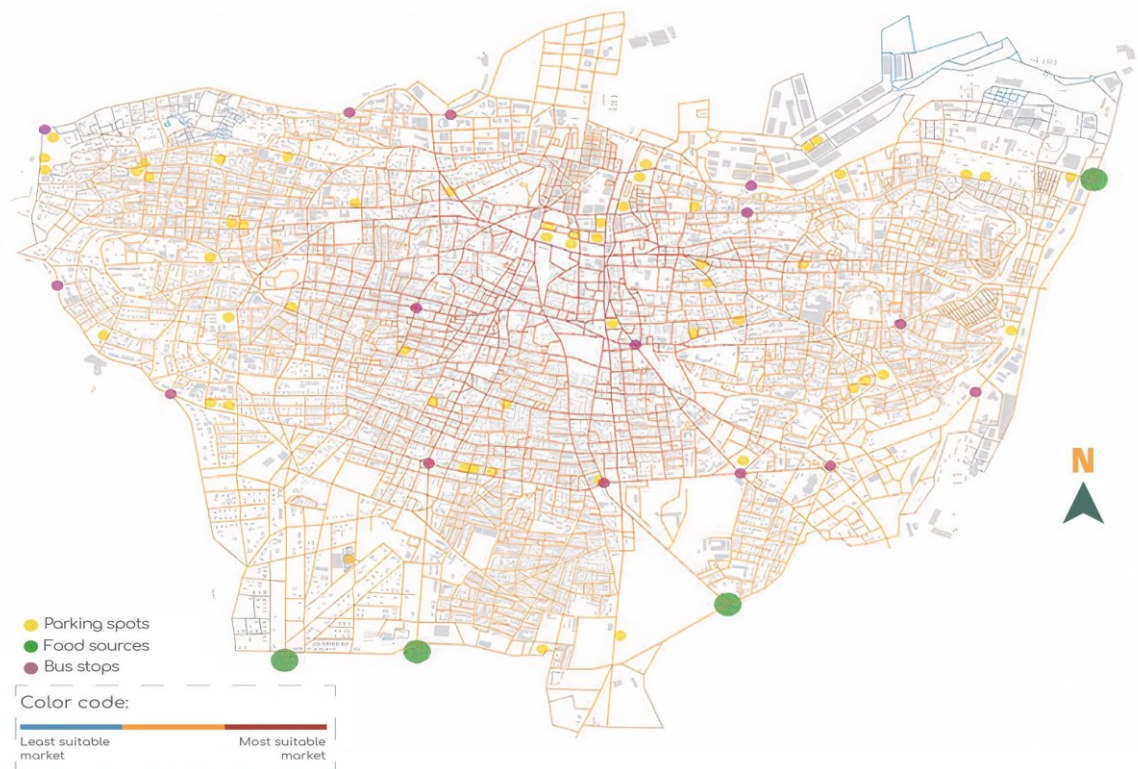 N
Parking spots
Food sources
Bus stops
Color code:
Least suitable market
Most suitable market